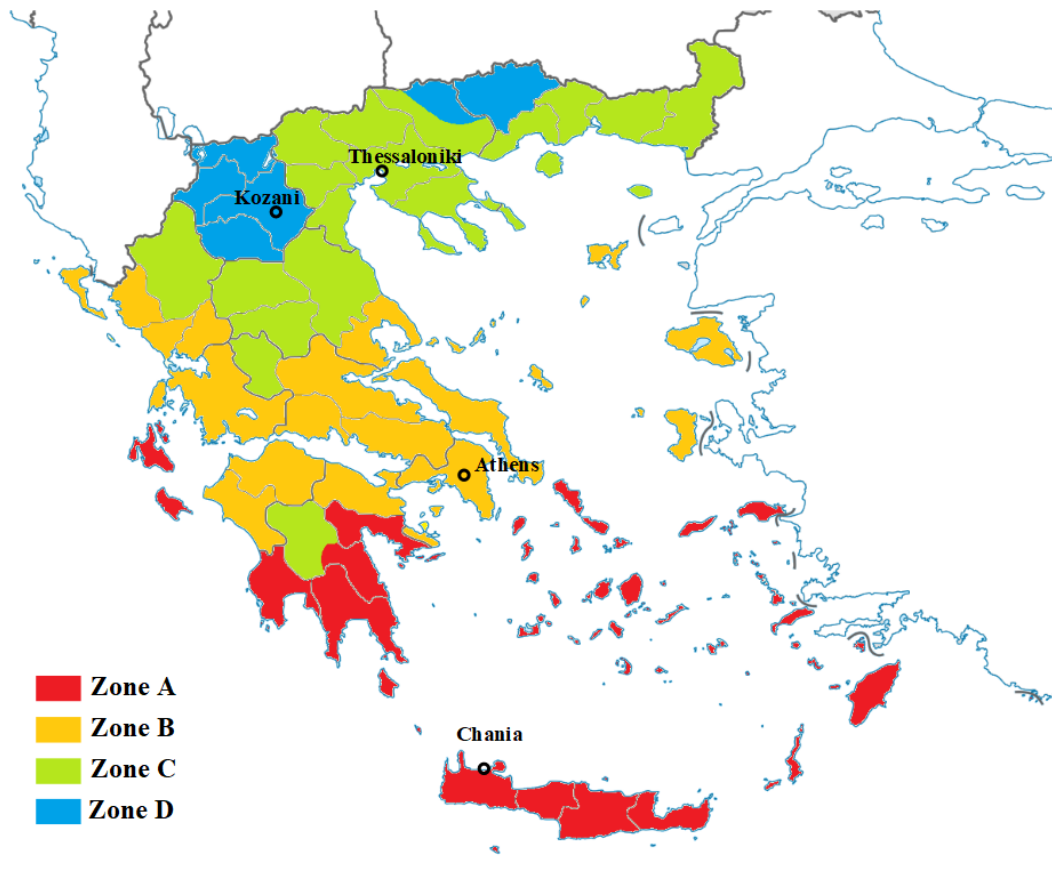 Thessaloniki
Kozani
Athens
Zone A
Zone B
Chania
Zone C
Zone D